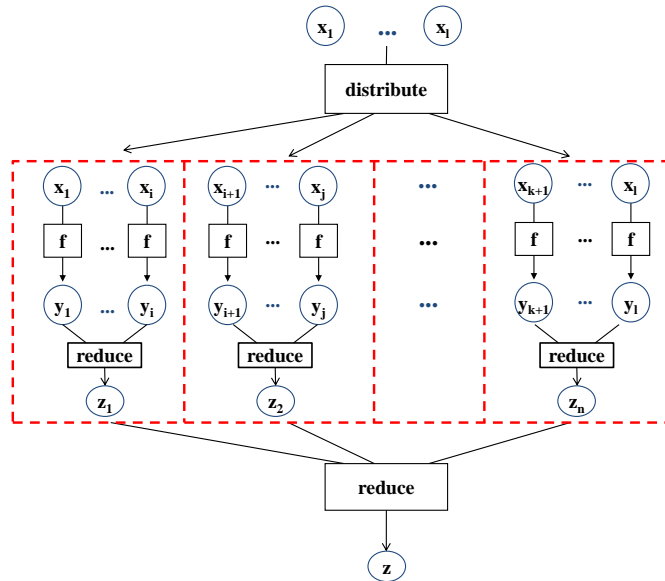 x₁ ... xₗ
distribute
x₁ ... xᵢ xᵢ₊₁ ... xⱼ ... xₖ₊₁ ... xₗ
f ... f f ... f ... f ... f
y₁ ... yᵢ yᵢ₊₁ ... yⱼ ... yₖ₊₁ ... yₗ
reduce reduce reduce
z₁ z₂ zₙ
reduce
z